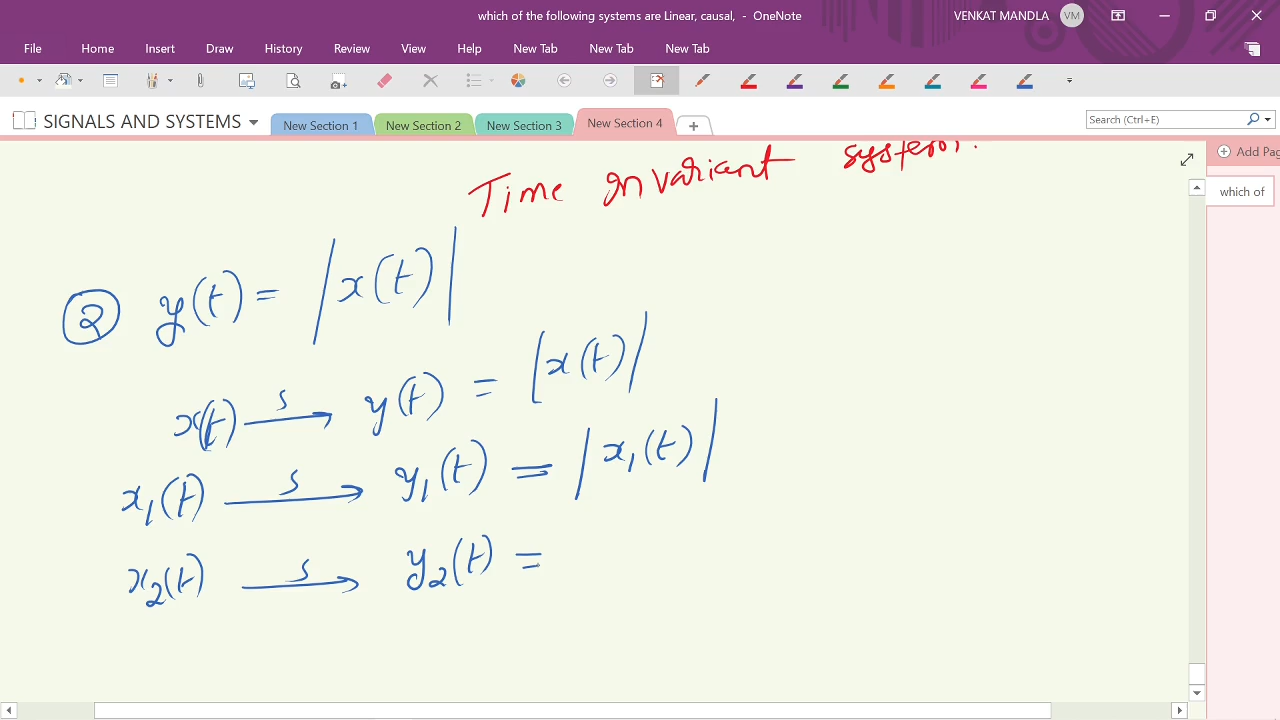 which of the following systems are Linear, causal, - OneNote
VENKAT MANDLA VM
File Home Insert Draw History Review View Help New Tab New Tab New Tab
SIGNALS AND SYSTEMS New Section 1 New Section 2 New Section 3 New Section 4 + Search (Ctrl+E)
Add Pag
which of
Time invariant system.
② y(t) = |x(t)|
x(t) →s y(t) = |x(t)|
x₁(t) →s y₁(t) = |x₁(t)|
x₂(t) →s y₂(t) =